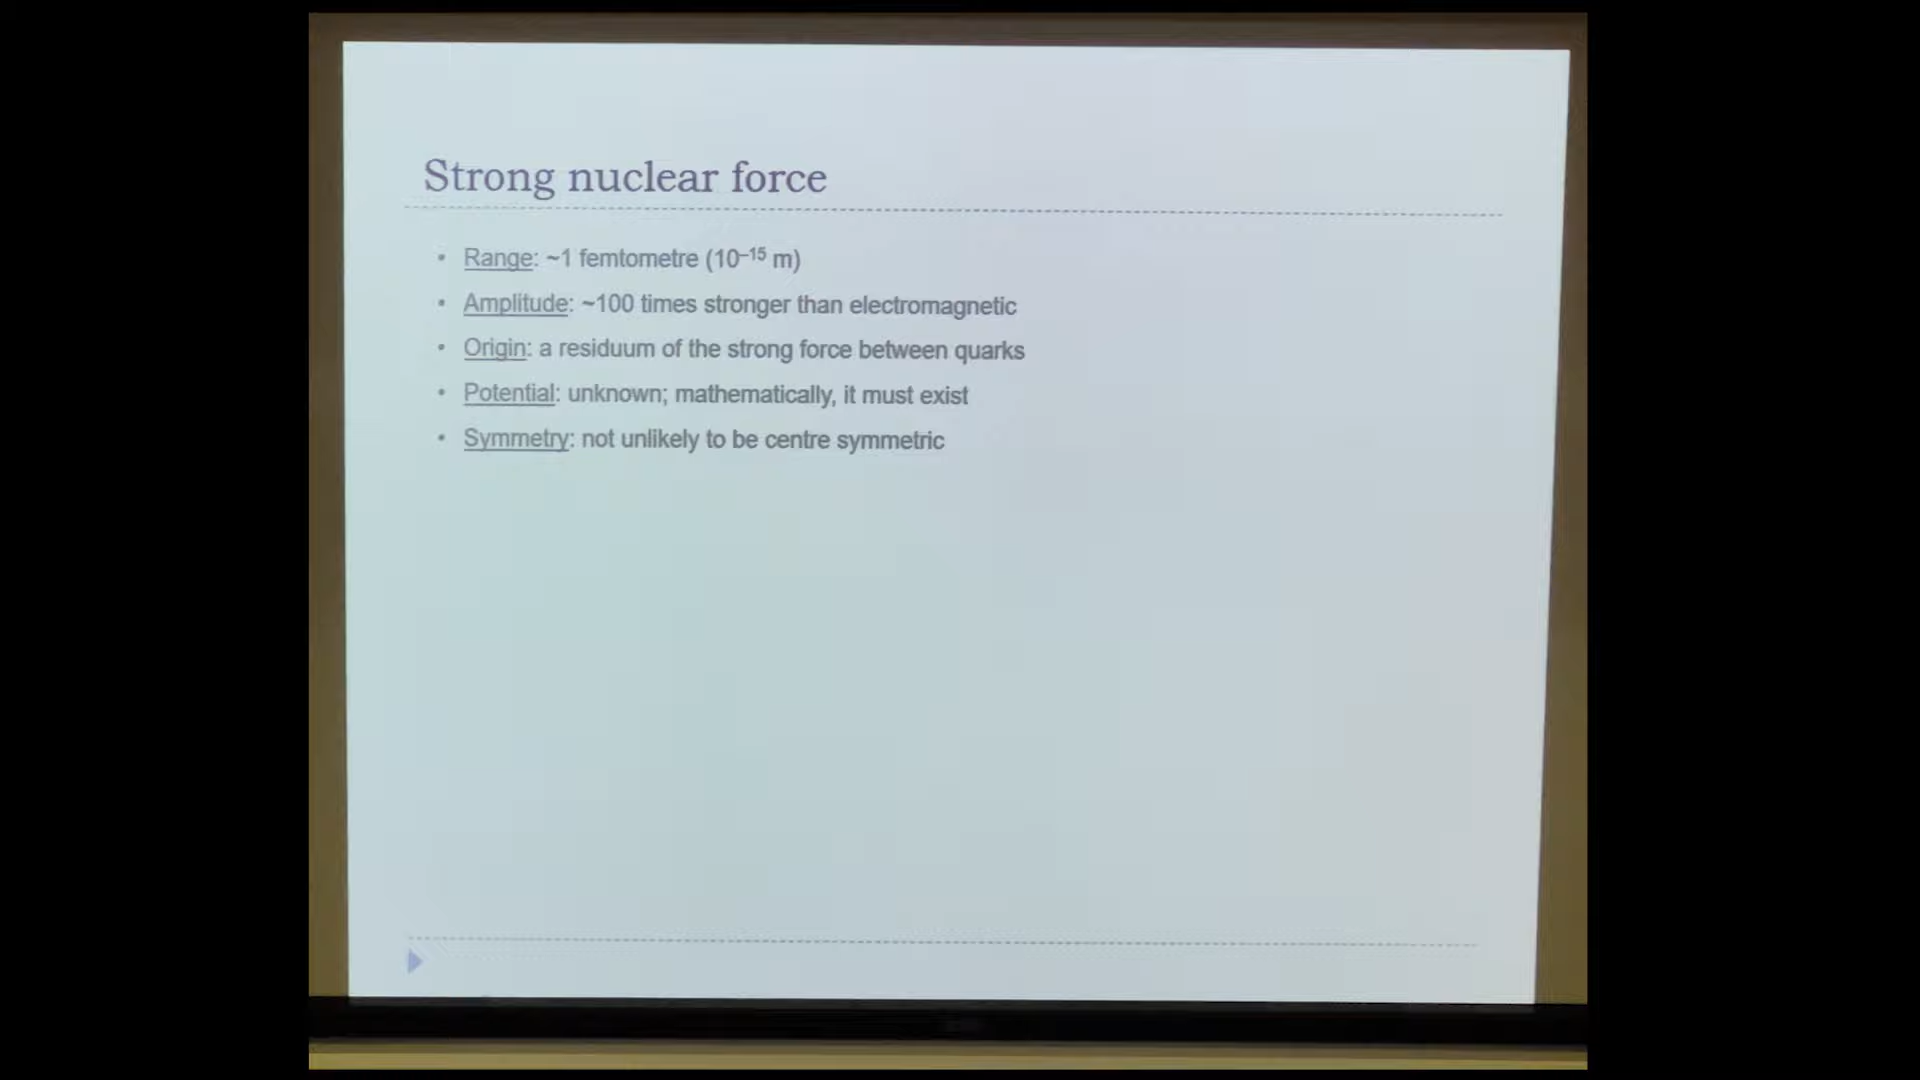 Strong nuclear force
• Range: ~1 femtometre (10⁻¹⁵ m)
• Amplitude: ~100 times stronger than electromagnetic
• Origin: a residuum of the strong force between quarks
• Potential: unknown; mathematically, it must exist
• Symmetry: not unlikely to be centre symmetric